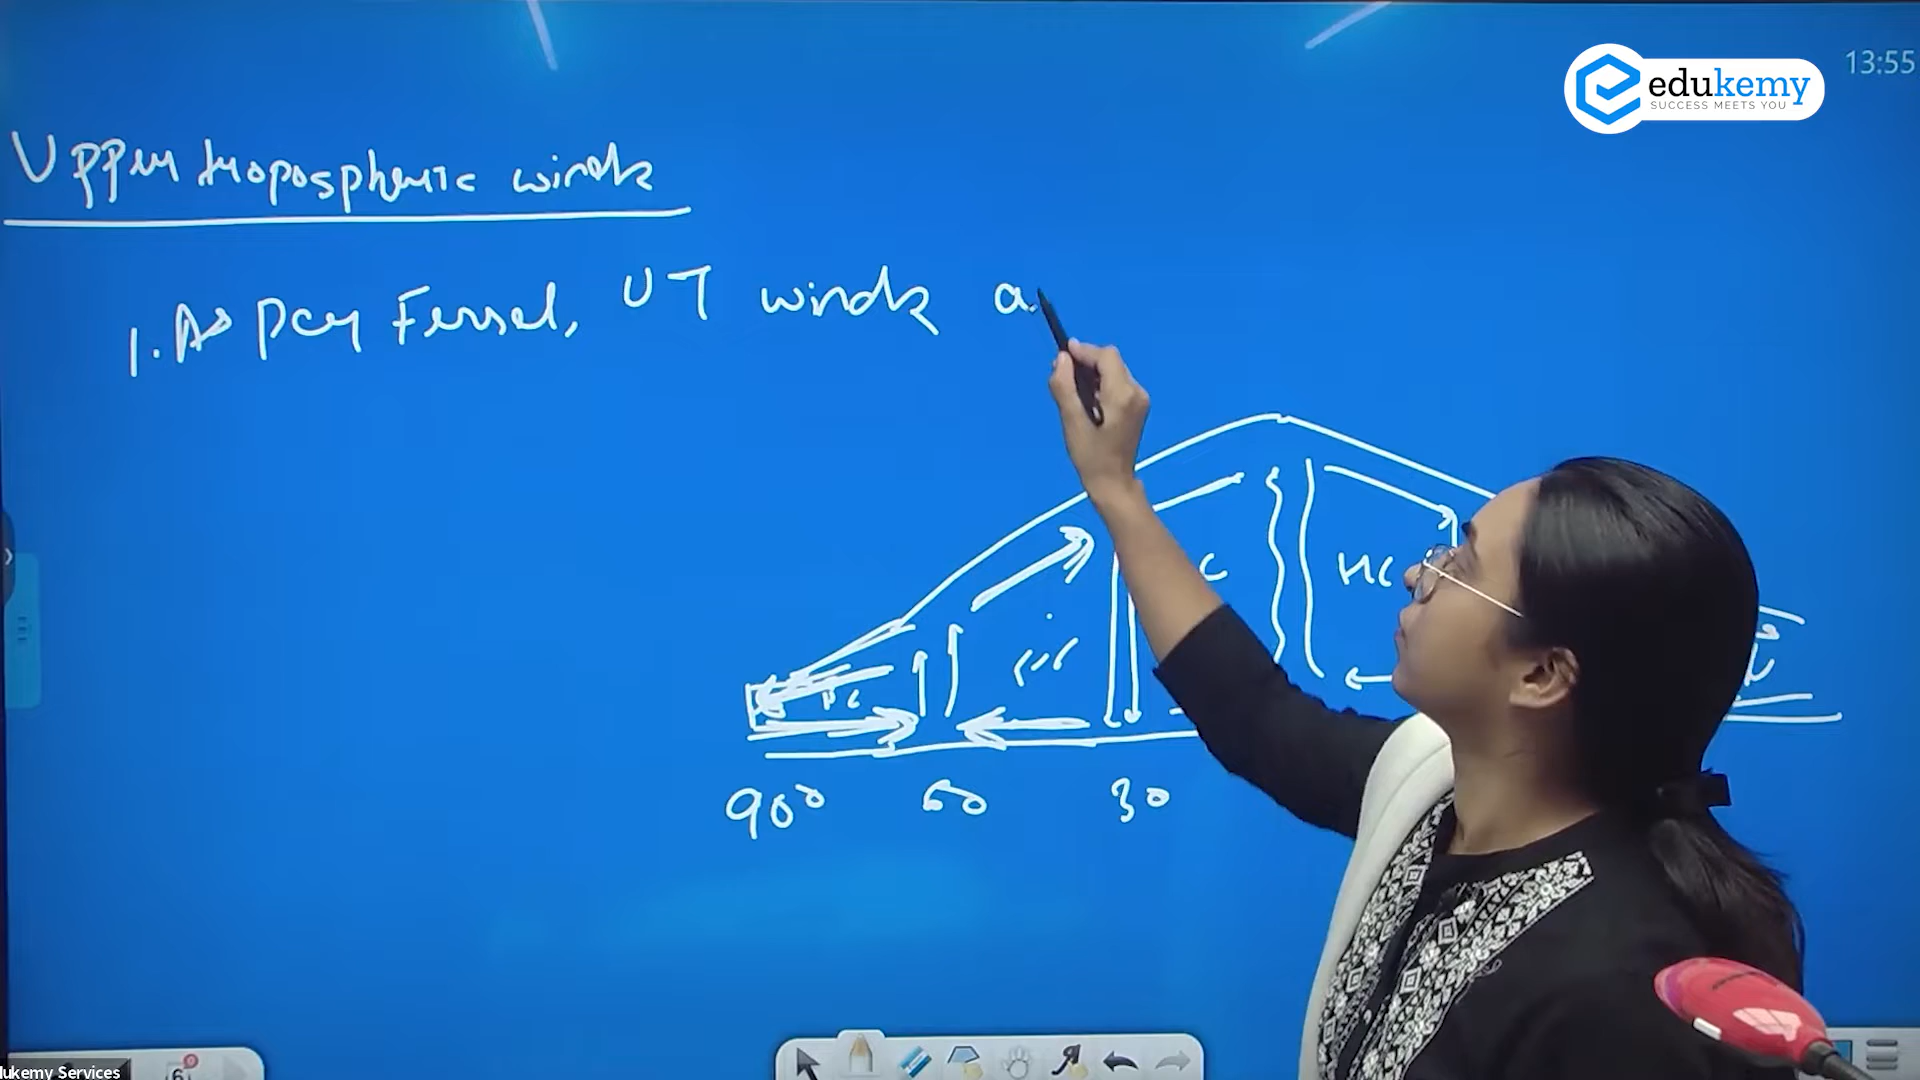 edukemy
SUCCESS MEETS YOU
13:55
Upper tropospheric winds
1. As per Ferrel, UT winds a
HC
90° 60 30
ukemy Services